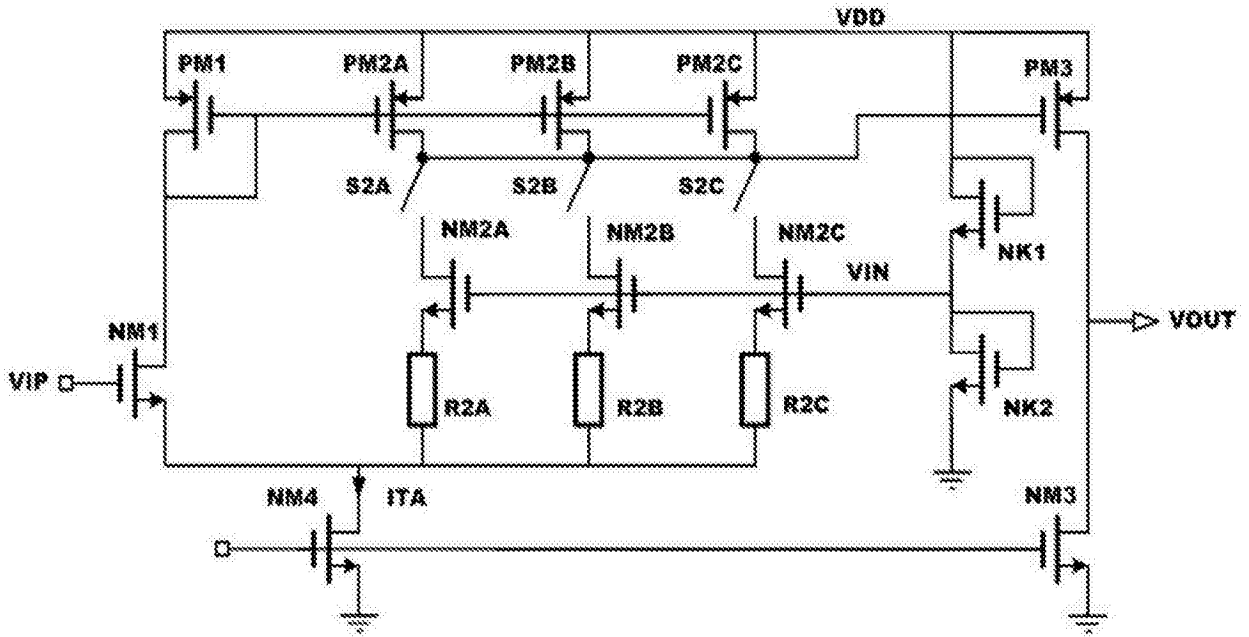 VDD
PM1
PM2A
PM2B
PM2C
PM3
S2A
S2B
S2C
NM2A
NM2B
NM2C
VIN
NK1
NM1
VOUT
VIP
R2A
R2B
R2C
NK2
NM4
ITA
NM3